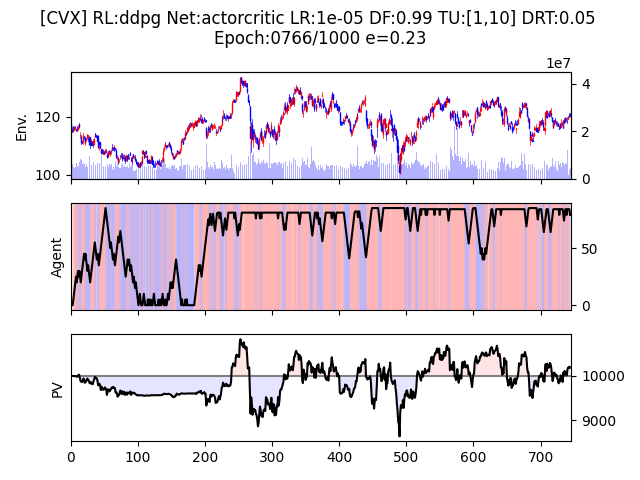 [CVX] RL:ddpg Net:actorcritic LR:1e-05 DF:0.99 TU:[1,10] DRT:0.05
Epoch:0766/1000 e=0.23
1e7
Env.
120
100
4
2
0
Agent
50
0
PV
10000
9000
0 100 200 300 400 500 600 700